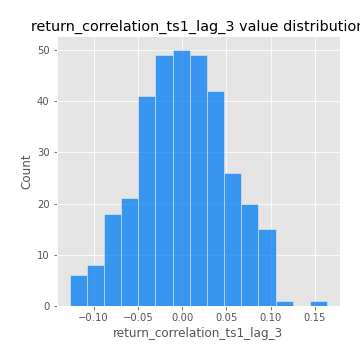 return_correlation_ts1_lag_3 value distribution
50
40
30
20
10
0
Count
−0.10 −0.05 0.00 0.05 0.10 0.15
return_correlation_ts1_lag_3